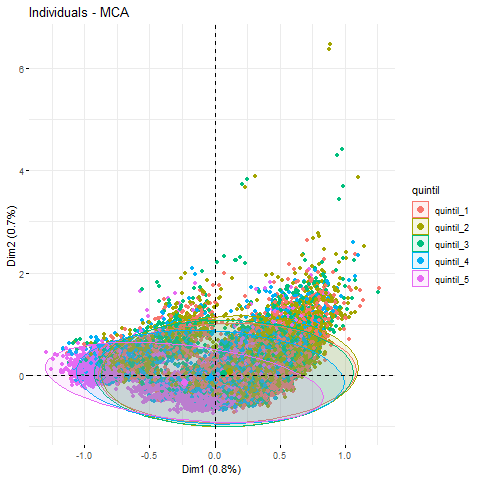 Individuals - MCA
6
4
2
0
Dim2 (0.7%)
-1.0
-0.5
0.0
0.5
1.0
Dim1 (0.8%)
quintil
quintil_1
quintil_2
quintil_3
quintil_4
quintil_5